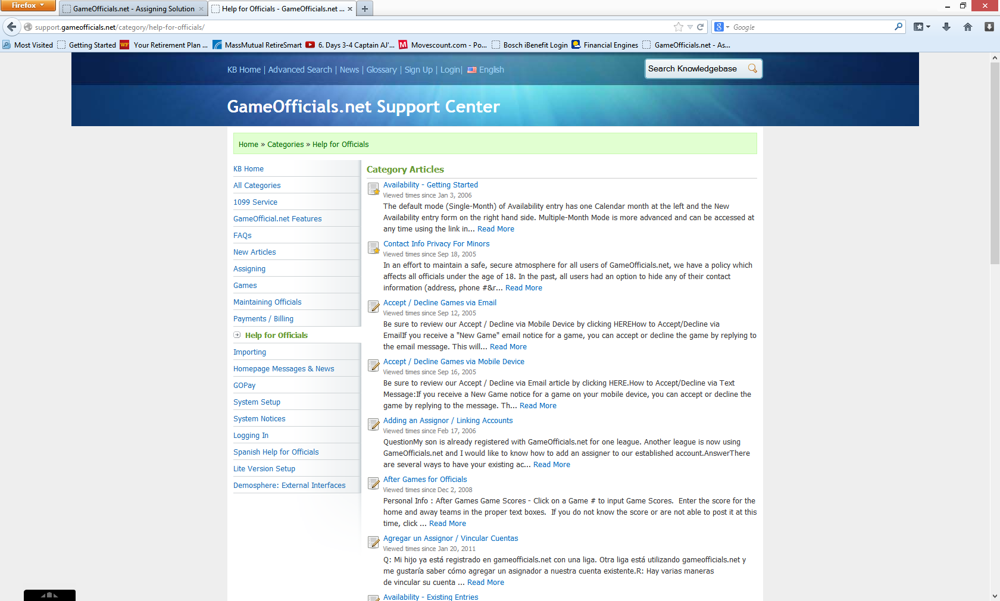 Firefox
GameOfficials.net - Assigning Solution
Help for Officials - GameOfficials.net ...
support.gameofficials.net/category/help-for-officials/
Google
Most Visited
Getting Started
WF Your Retirement Plan ...
MassMutual RetireSmart
6. Days 3-4 Captain AJ'...
M Movescount.com - Po...
Bosch iBenefit Login
Financial Engines
GameOfficials.net - As...
KB Home | Advanced Search | News | Glossary | Sign Up | Login| English
Search Knowledgebase
GameOfficials.net Support Center
Home » Categories » Help for Officials
KB Home
All Categories
1099 Service
GameOfficial.net Features
FAQs
New Articles
Assigning
Games
Maintaining Officials
Payments / Billing
Help for Officials
Importing
Homepage Messages & News
GOPay
System Setup
System Notices
Logging In
Spanish Help for Officials
Lite Version Setup
Demosphere: External Interfaces
Category Articles
Availability - Getting Started
Viewed times since Jan 3, 2006
The default mode (Single-Month) of Availability entry has one Calendar month at the left and the New
Availability entry form on the right hand side. Multiple-Month Mode is more advanced and can be accessed at
any time using the link in... Read More
Contact Info Privacy For Minors
Viewed times since Sep 18, 2005
In an effort to maintain a safe, secure atmosphere for all users of GameOfficials.net, we have a policy which
affects all officials under the age of 18. In the past, all users had an option to hide any of their contact
information (address, phone #&r... Read More
Accept / Decline Games via Email
Viewed times since Sep 12, 2005
Be sure to review our Accept / Decline via Mobile Device by clicking HEREHow to Accept/Decline via
EmailIf you receive a "New Game" email notice for a game, you can accept or decline the game by replying to
the email message. This will... Read More
Accept / Decline Games via Mobile Device
Viewed times since Sep 16, 2005
Be sure to review our Accept / Decline via Email article by clicking HERE.How to Accept/Decline via Text
Message:If you receive a New Game notice for a game on your mobile device, you can accept or decline the
game by replying to the message. Th... Read More
Adding an Assignor / Linking Accounts
Viewed times since Feb 17, 2006
QuestionMy son is already registered with GameOfficials.net for one league. Another league is now using
GameOfficials.net and I would like to know how to add an assigner to our established account.AnswerThere
are several ways to have your existing ac... Read More
After Games for Officials
Viewed times since Dec 2, 2008
Personal Info : After Games Game Scores - Click on a Game # to input Game Scores.  Enter the score for the
home and away teams in the proper text boxes.  If you do not know the score or are not able to post it at this
time, click ... Read More
Agregar un Assignor / Vincular Cuentas
Viewed times since Jan 20, 2011
Q: Mi hijo ya está registrado en gameofficials.net con una liga. Otra liga está utilizando gameofficials.net y
me gustaría saber cómo agregar un asignador a nuestra cuenta existente.R: Hay varias maneras
de vincular su cuenta ... Read More
Availability - Existing Entries